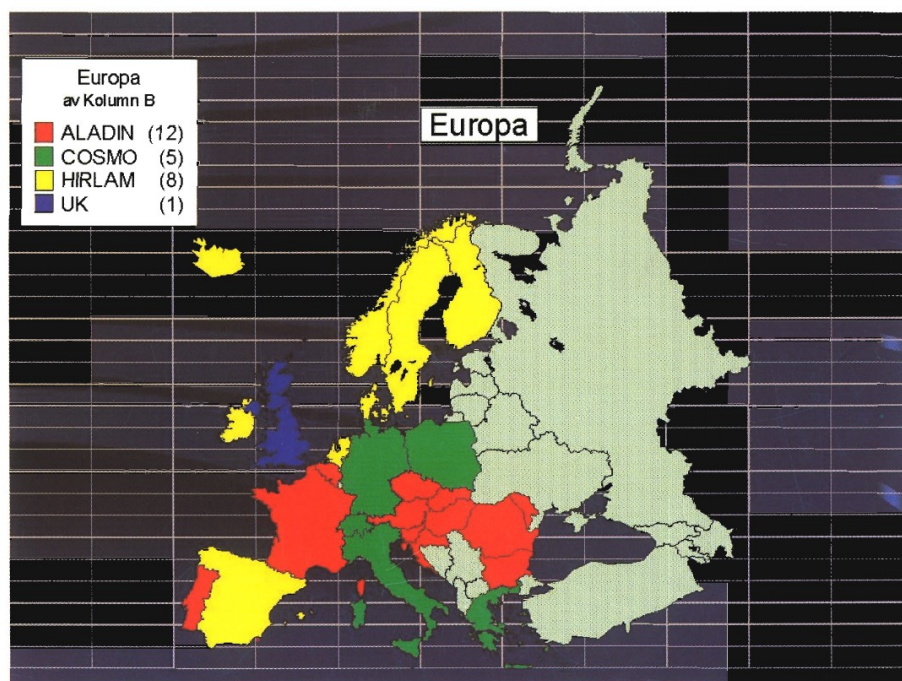 Europa
av Kolumn B
ALADIN (12)
COSMO (5)
HIRLAM (8)
UK (1)
Europa